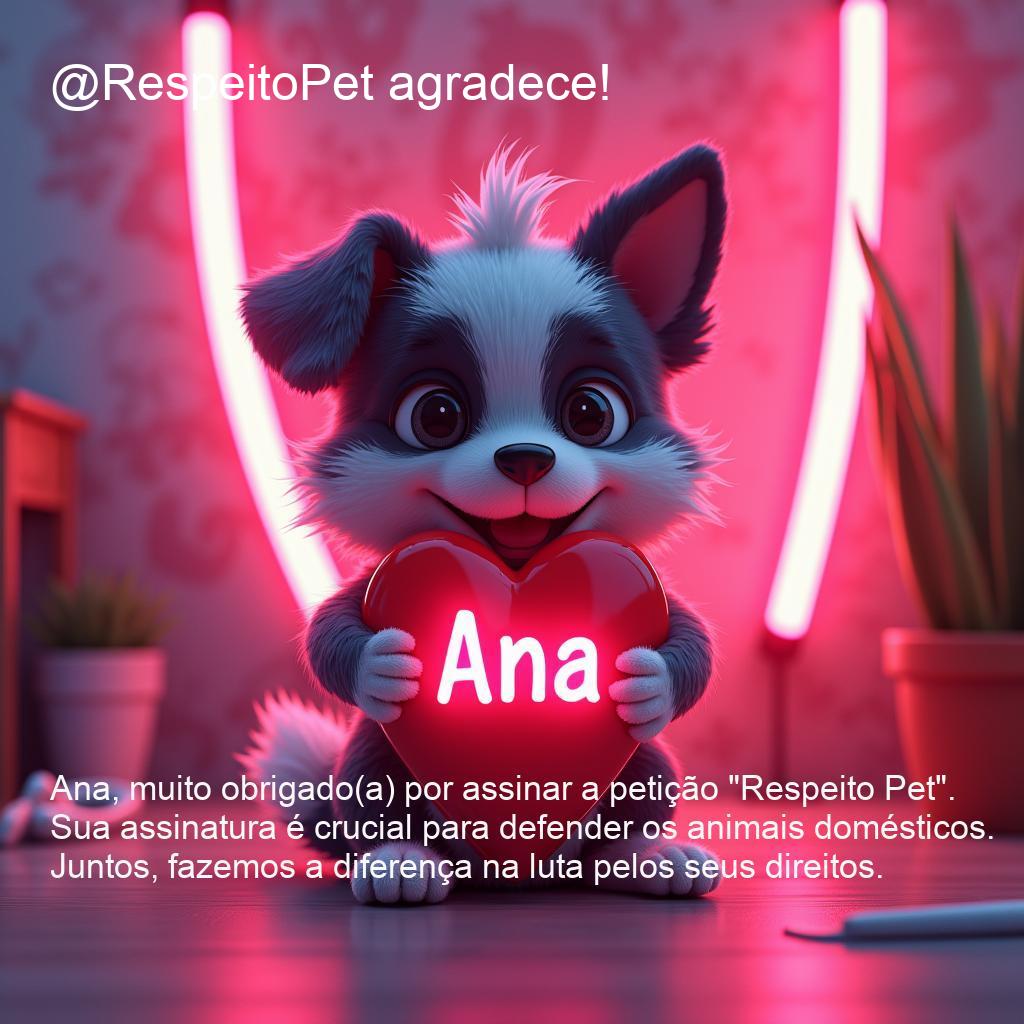 @RespeitoPet agradece!
Ana
Ana, muito obrigado(a) por assinar a petição "Respeito Pet".
Sua assinatura é crucial para defender os animais domésticos.
Juntos, fazemos a diferença na luta pelos seus direitos.